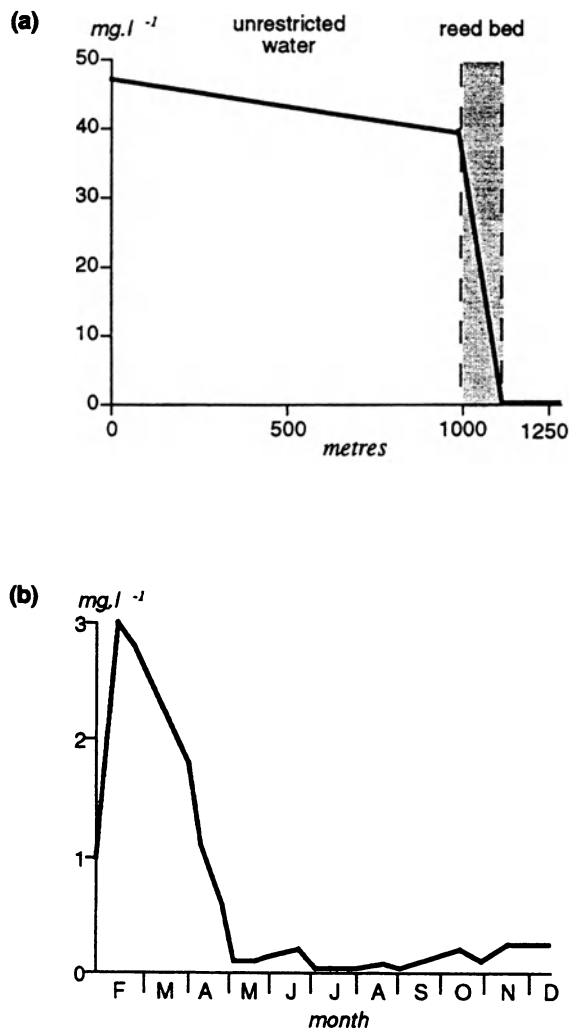 (a)
mg.l -1
unrestricted
water
reed bed
50
40
30
20
10
0
0 500 1000 1250
metres
(b)
mg.l -1
3
2
1
0
F M A M J J A S O N D
month